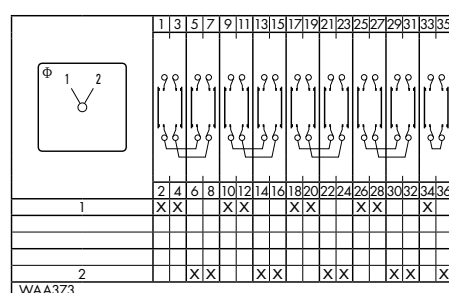 1 3 5 7 9 11 13 15 17 19 21 23 25 27 29 31 33 35
Φ 1 2
2 4 6 8 10 12 14 16 18 20 22 24 26 28 30 32 34 36
1 X X X X X X X X X
2 X X X X X X X X X
WAA373